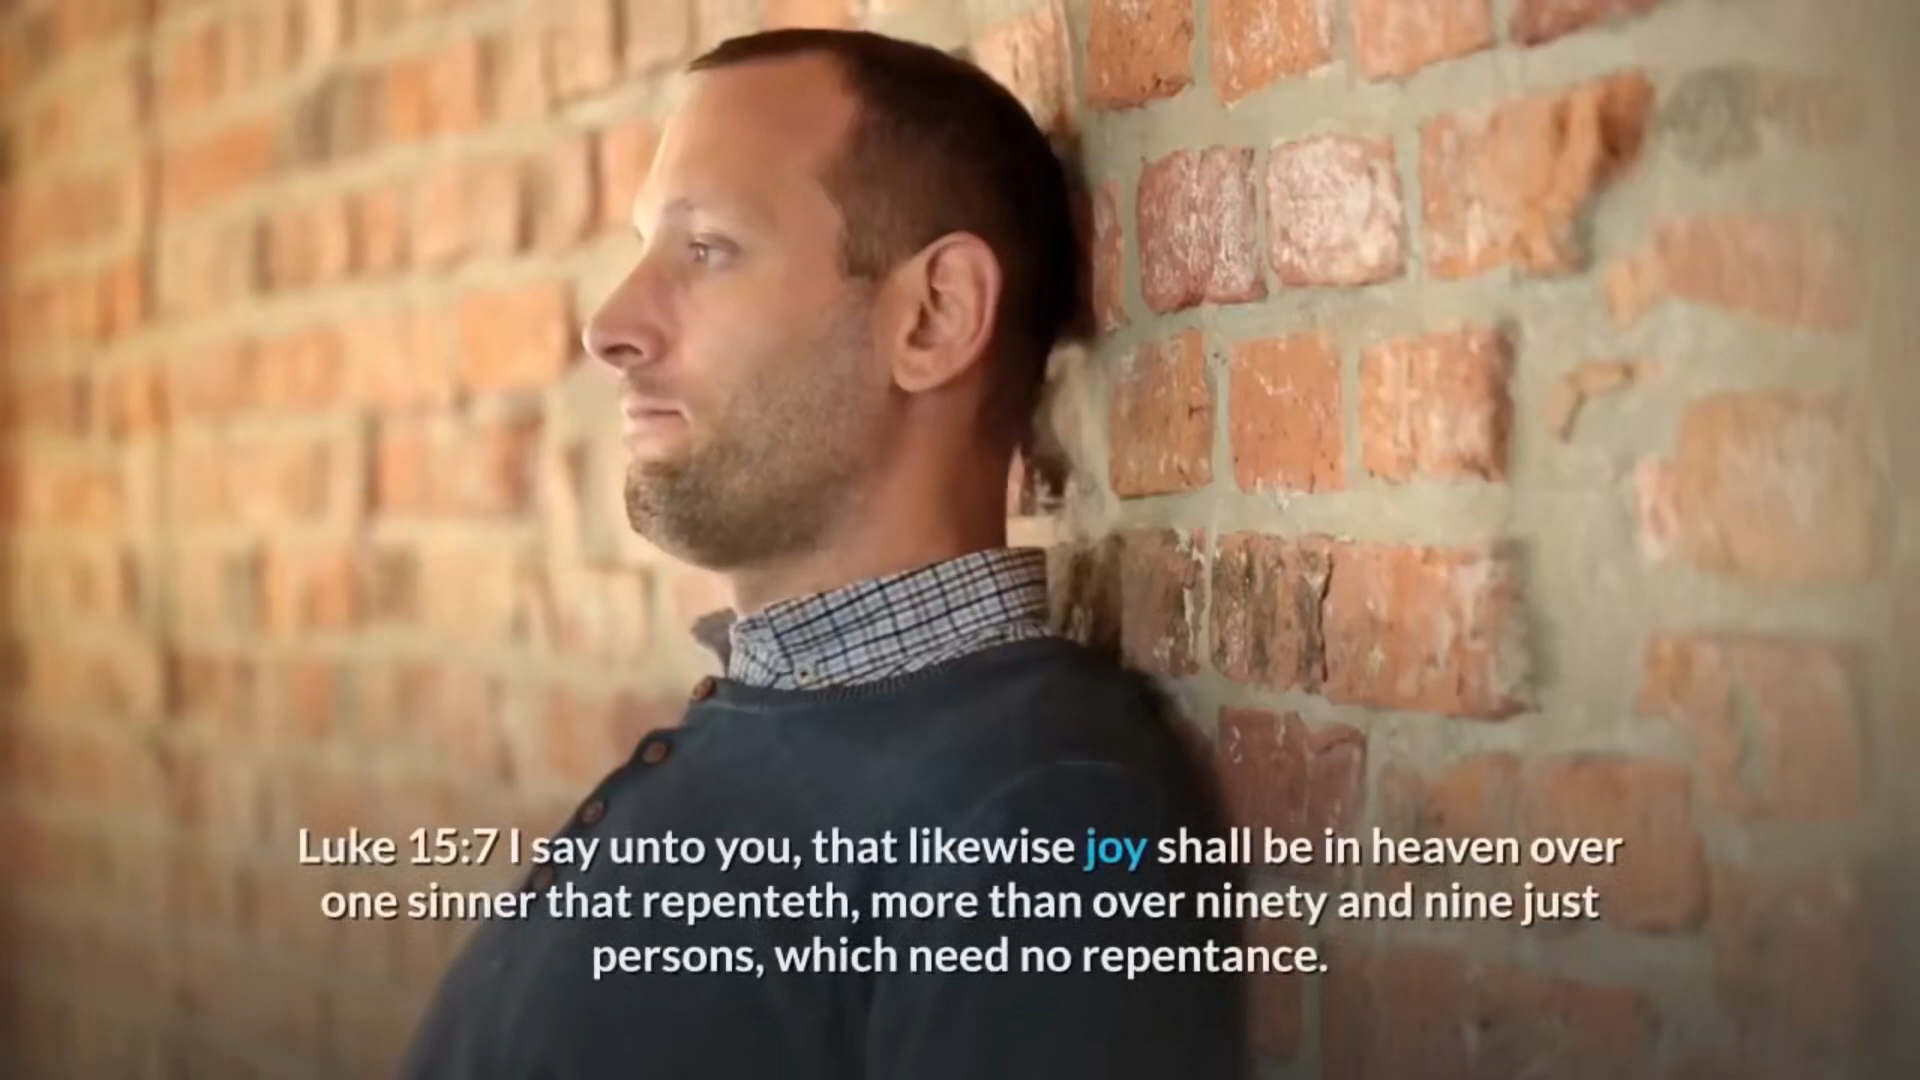 Luke 15:7 I say unto you, that likewise joy shall be in heaven over
one sinner that repenteth, more than over ninety and nine just
persons, which need no repentance.